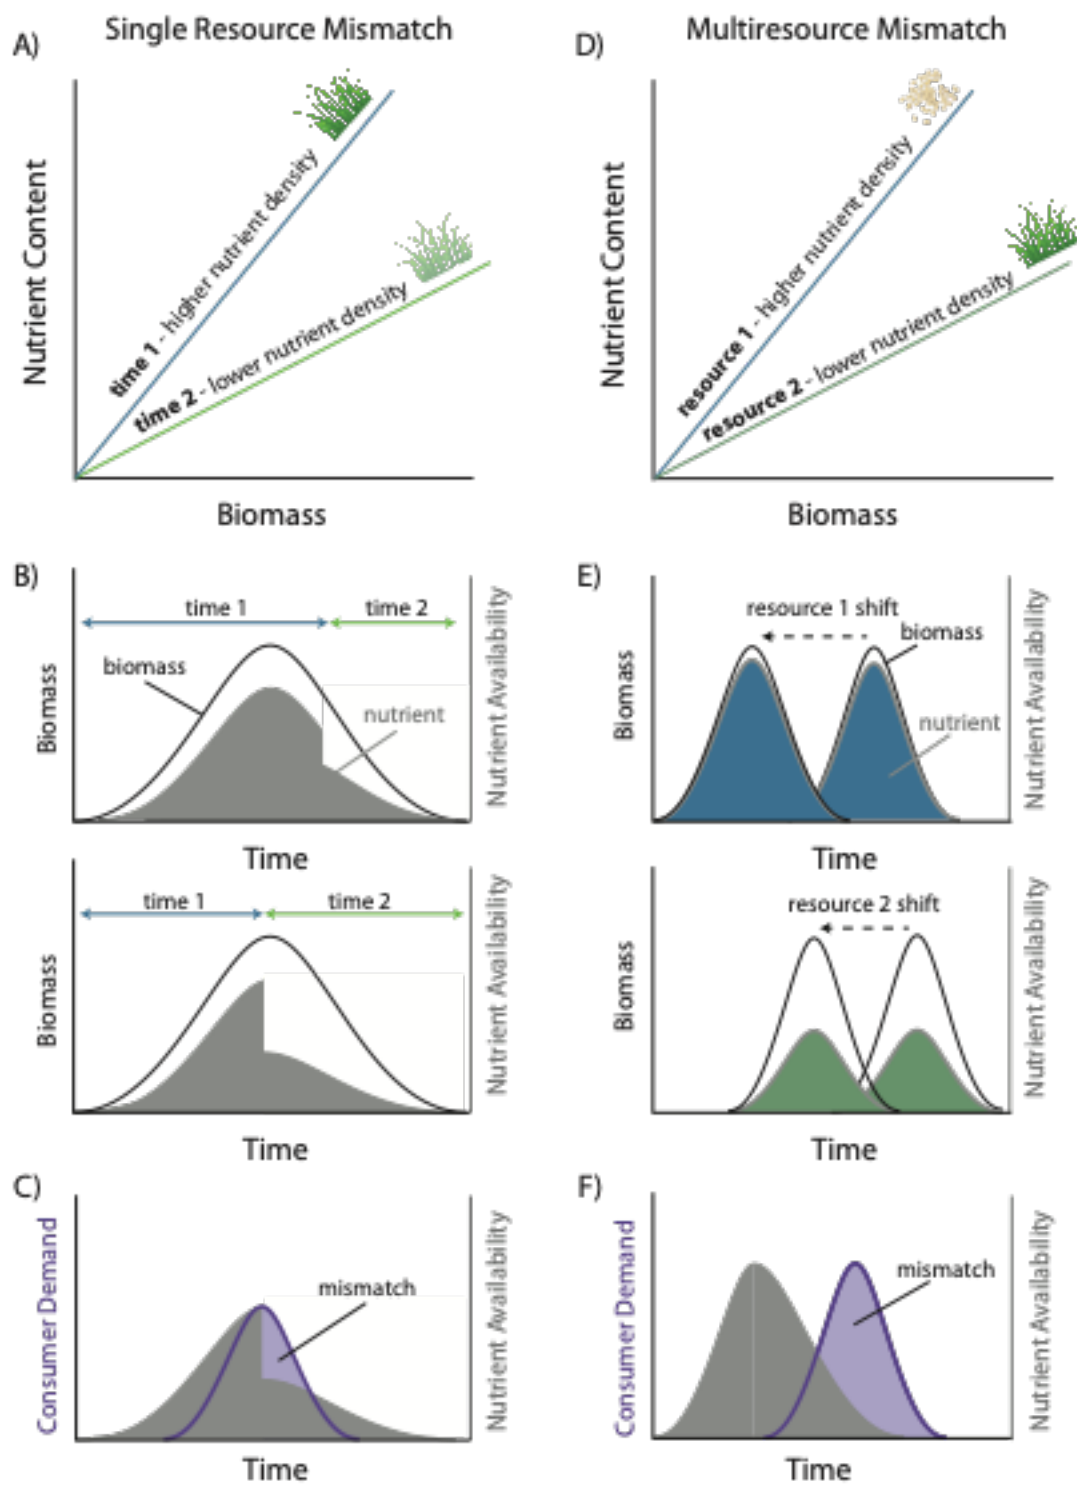 Single Resource Mismatch
A)
Nutrient Content
time 1 - higher nutrient density
time 2 - lower nutrient density
Biomass
B)
time 1
time 2
biomass
nutrient
Biomass
Nutrient Availability
Time
time 1
time 2
Biomass
Nutrient Availability
Time
C)
mismatch
Consumer Demand
Nutrient Availability
Time
Multiresource Mismatch
D)
Nutrient Content
resource 1 - higher nutrient density
resource 2 - lower nutrient density
Biomass
E)
resource 1 shift
biomass
nutrient
Biomass
Nutrient Availability
Time
resource 2 shift
Biomass
Nutrient Availability
Time
F)
mismatch
Consumer Demand
Nutrient Availability
Time